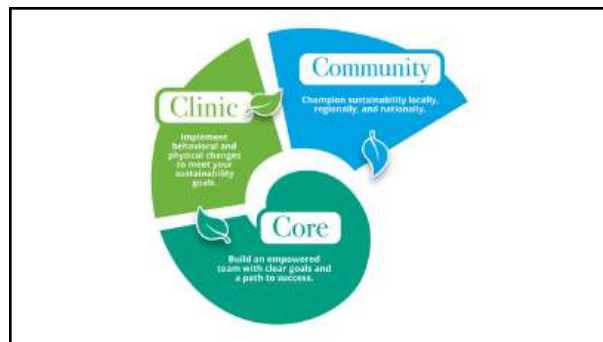 Community
Champion sustainability locally,
regionally, and nationally.
Clinic
Implement
behavioral and
physical changes
to meet your
sustainability
goals.
Core
Build an empowered
team with clear goals and
a path to success.